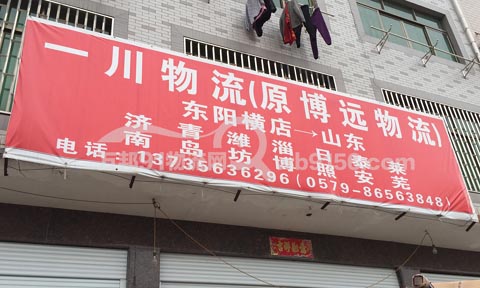 一川物流(原博远物流)
东阳横店→山东
济南 青岛 潍坊 淄博 日照 泰安 莱芜
电话 13735636296(0579-86563848)